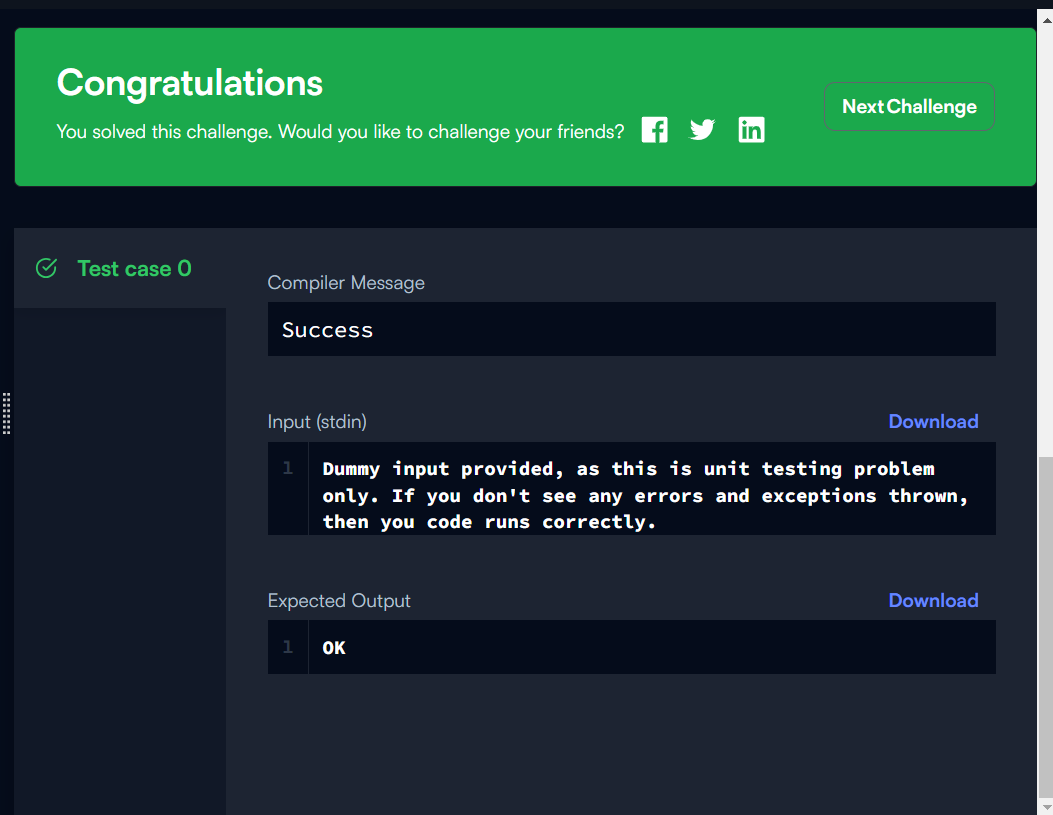 Congratulations
You solved this challenge. Would you like to challenge your friends?
Next Challenge
Test case 0
Compiler Message
Success
Input (stdin)
Download
1
Dummy input provided, as this is unit testing problem
only. If you don't see any errors and exceptions thrown,
then you code runs correctly.
Expected Output
Download
1
OK